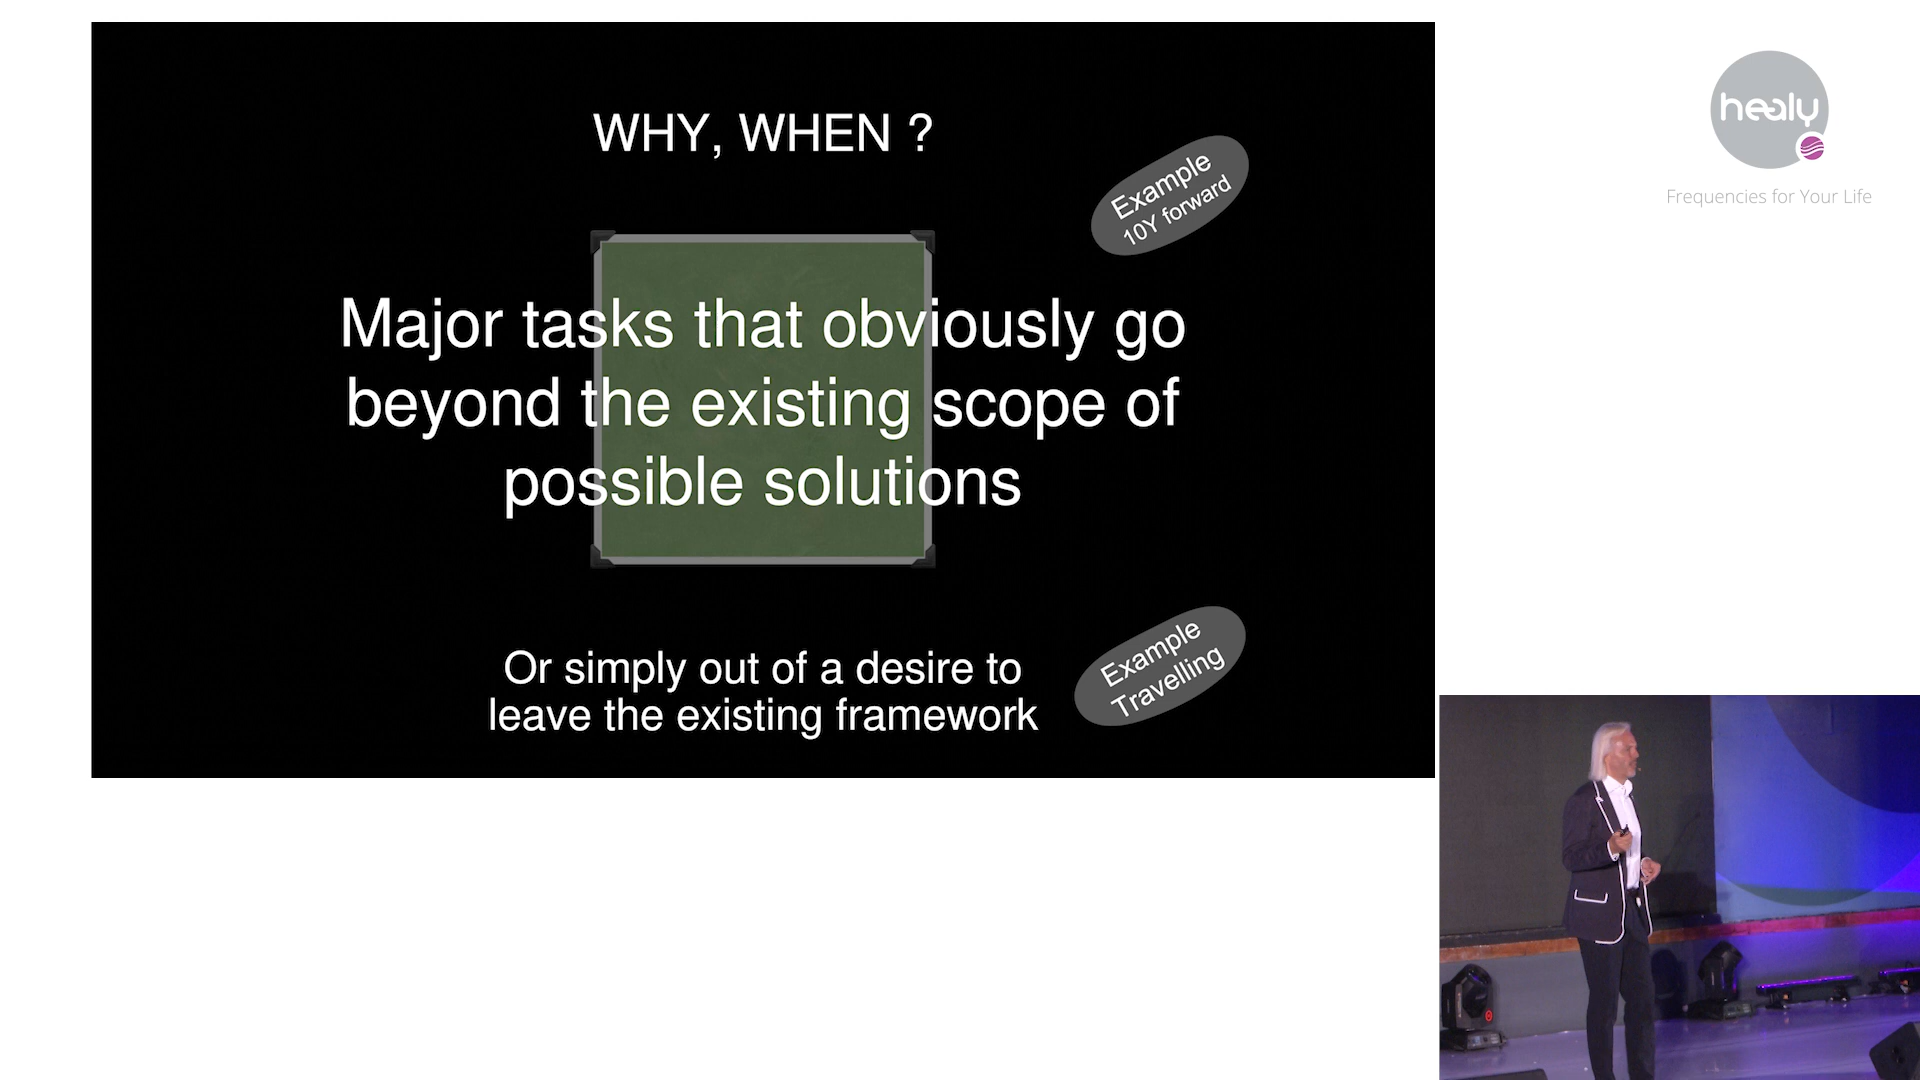 WHY, WHEN ?
Example
10Y forward
Major tasks that obviously go
beyond the existing scope of
possible solutions
Or simply out of a desire to
leave the existing framework
Example
Travelling
healy
Frequencies for Your Life